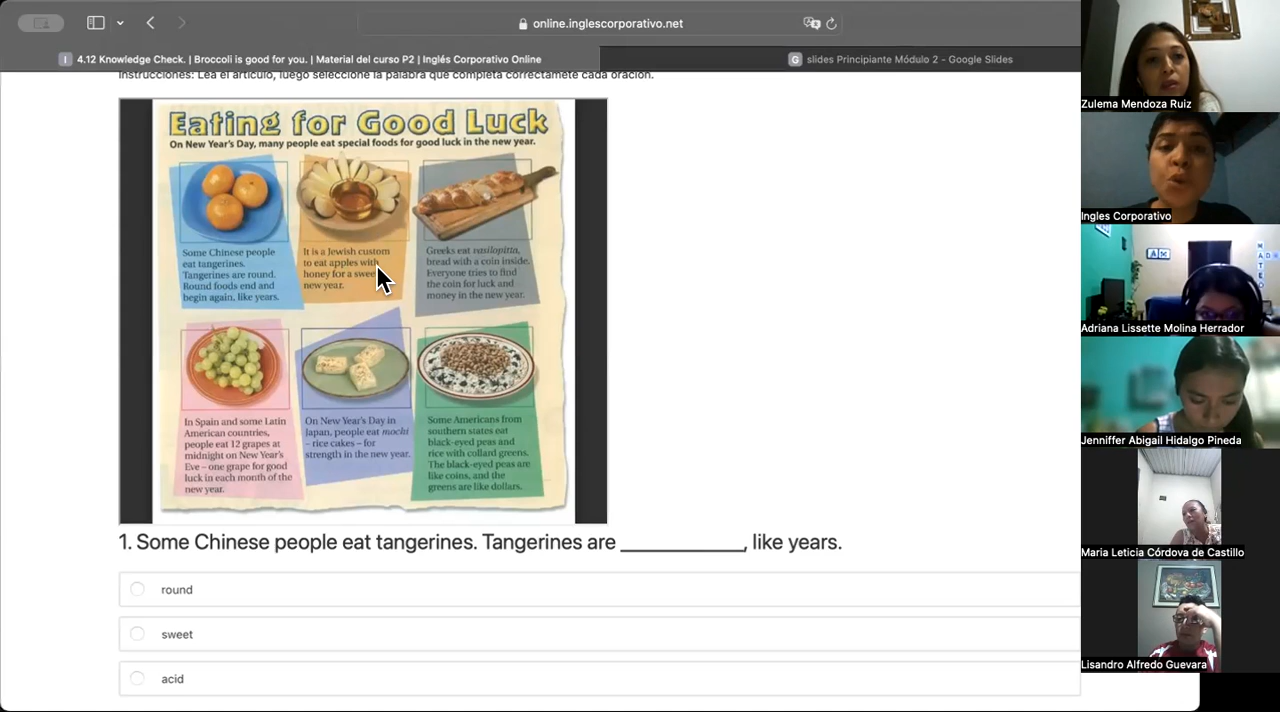 online.inglescorporativo.net
4.12 Knowledge Check. | Broccoli is good for you. | Material del curso P2 | Inglés Corporativo Online
slides Principiante Módulo 2 - Google Slides
Instrucciones: Lea el artículo, luego seleccione la palabra que completa correctamete cada oración.
Eating for Good Luck
On New Year's Day, many people eat special foods for good luck in the new year.
Some Chinese people
eat tangerines.
Tangerines are round.
Round foods end and
begin again, like years.
It is a Jewish custom
to eat apples with
honey for a sweet
new year.
Greeks eat vasilopitta,
bread with a coin inside.
Everyone tries to find
the coin for luck and
money in the new year.
In Spain and some Latin
American countries,
people eat 12 grapes at
midnight on New Year's
Eve – one grape for good
luck in each month of the
new year.
On New Year's Day in
Japan, people eat mochi
– rice cakes – for
strength in the new year.
Some Americans from
southern states eat
black-eyed peas and
rice with collard greens.
The black-eyed peas are
like coins, and the
greens are like dollars.
1. Some Chinese people eat tangerines. Tangerines are ___________, like years.
round
sweet
acid
Zulema Mendoza Ruiz
Ingles Corporativo
Adriana Lissette Molina Herrador
Jenniffer Abigail Hidalgo Pineda
Maria Leticia Córdova de Castillo
Lisandro Alfredo Guevara